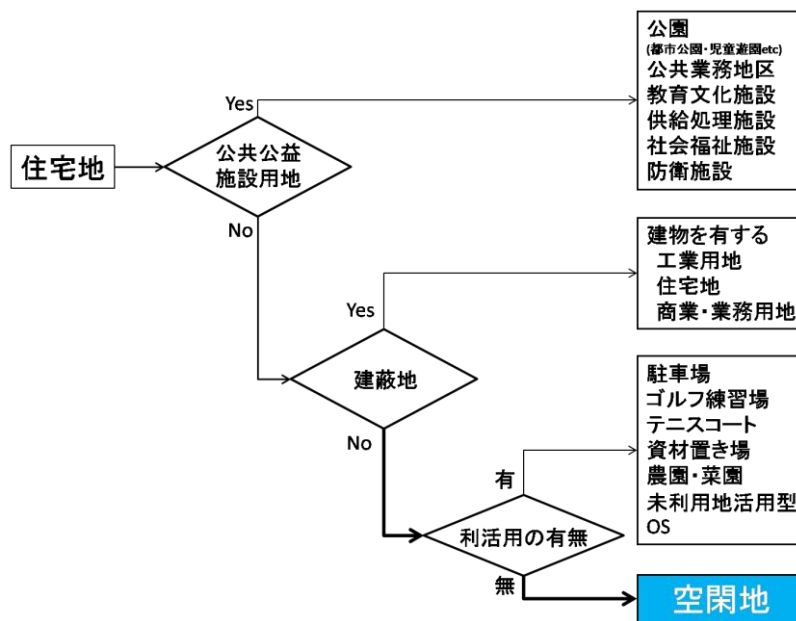 公園
(都市公園・児童遊園etc)
公共業務地区
教育文化施設
供給処理施設
社会福祉施設
防衛施設
Yes
住宅地
公共公益
施設用地
No
建物を有する
工業用地
住宅地
商業・業務用地
Yes
建蔽地
No
駐車場
ゴルフ練習場
テニスコート
資材置き場
農園・菜園
未利用地活用型
OS
有
利活用の有無
無
空閑地